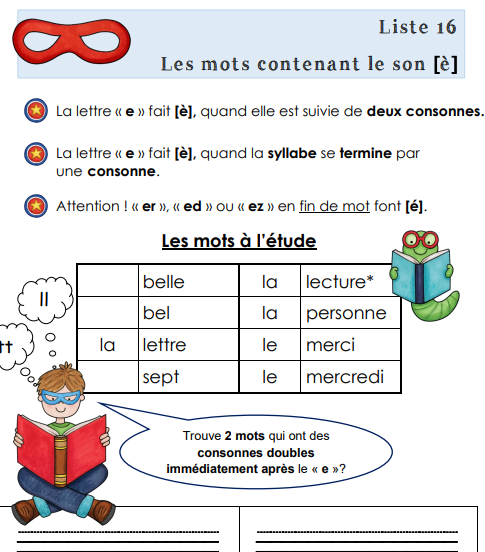 Liste 16
Les mots contenant le son [è]
La lettre « e » fait [è], quand elle est suivie de deux consonnes.
La lettre « e » fait [è], quand la syllabe se termine par
une consonne.
Attention ! « er », « ed » ou « ez » en fin de mot font [é].
Les mots à l'étude
belle la lecture*
bel la personne
la lettre le merci
sept le mercredi
ll
tt
Trouve 2 mots qui ont des
consonnes doubles
immédiatement après le « e »?